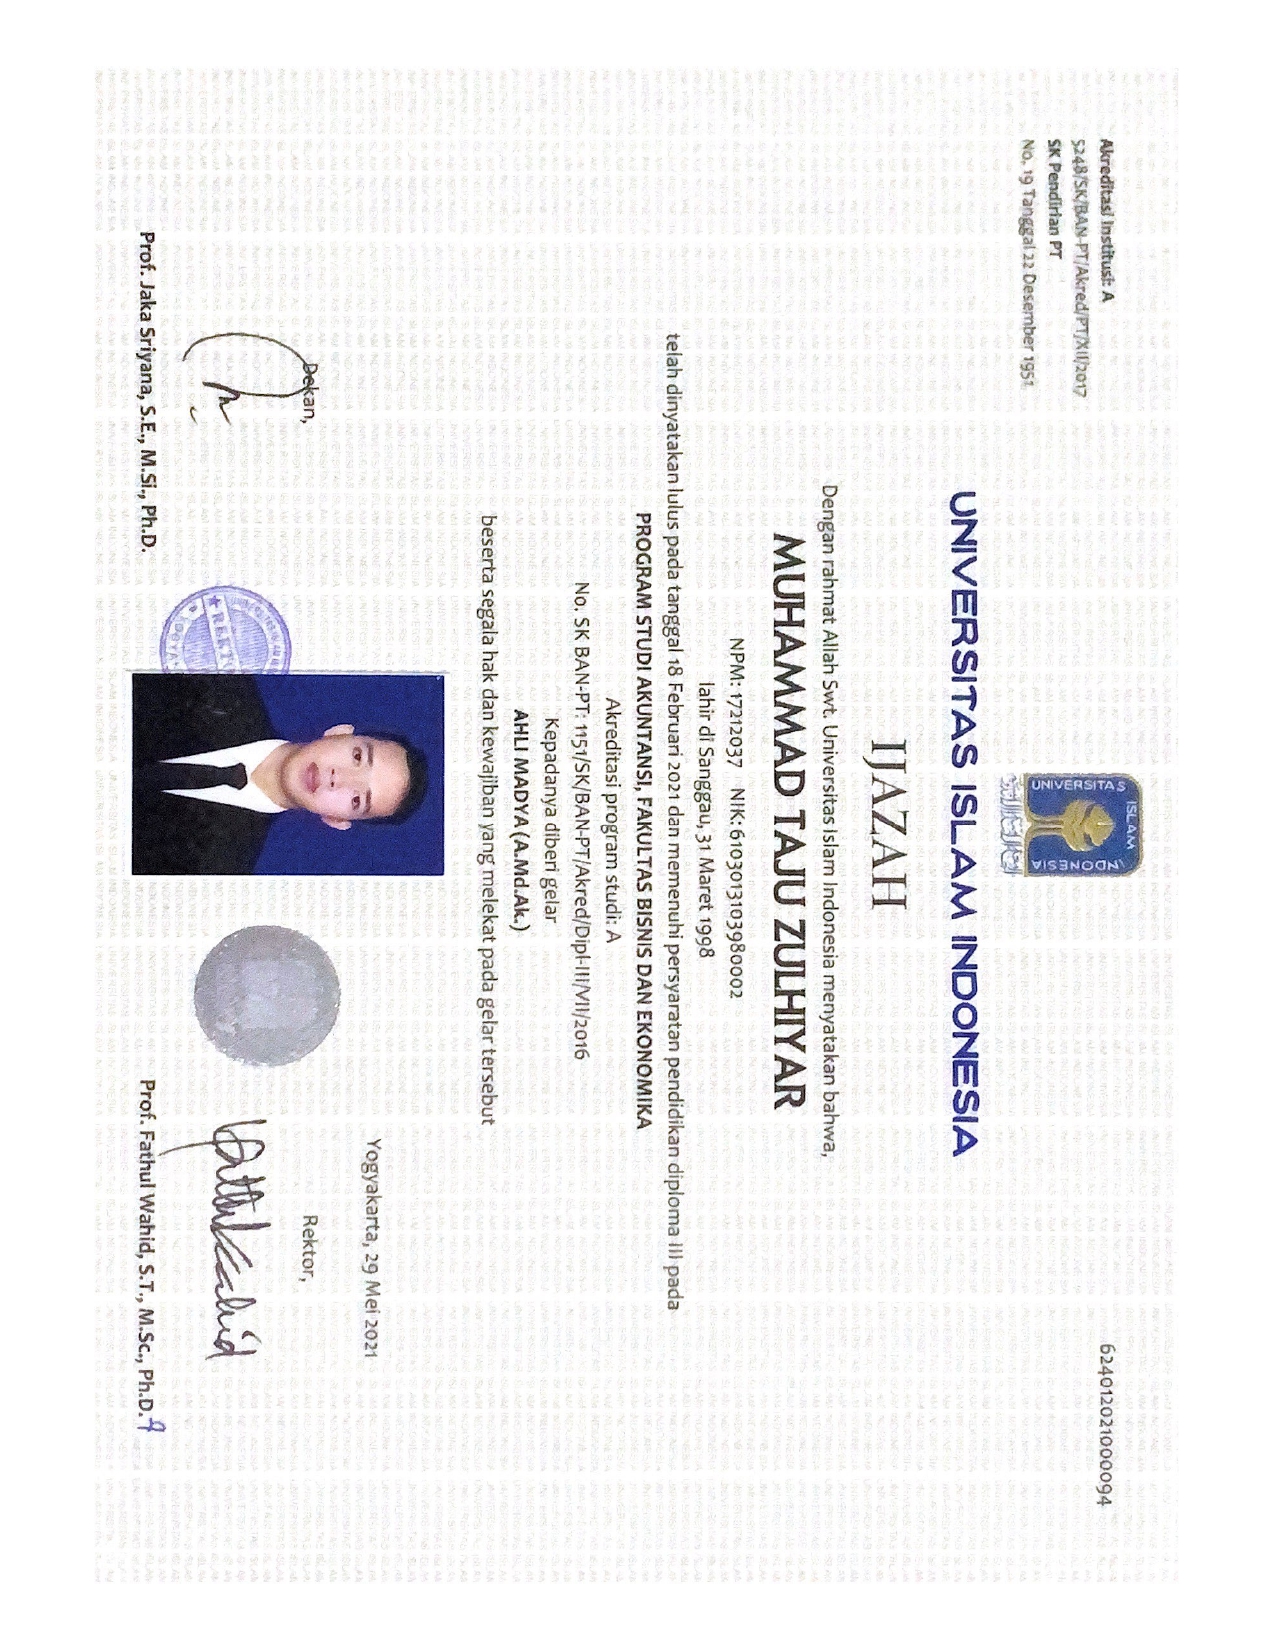 Akreditasi Institusi: A
5248/SK/BAN-PT/Akred/PT/XII/2017
SK Pendirian PT
No. 19 Tanggal 22 Desember 1951
624012021000094
UNIVERSITAS ISLAM INDONESIA
UNIVERSITAS ISLAM INDONESIA
IJAZAH
Dengan rahmat Allah Swt. Universitas Islam Indonesia menyatakan bahwa,
MUHAMMAD TAJU ZULHIYAR
NPM: 17212037 NIK: 6103013103980002
lahir di Sanggau, 31 Maret 1998
telah dinyatakan lulus pada tanggal 18 Februari 2021 dan memenuhi persyaratan pendidikan diploma III pada
PROGRAM STUDI AKUNTANSI, FAKULTAS BISNIS DAN EKONOMIKA
Akreditasi program studi: A
No. SK BAN-PT: 1151/SK/BAN-PT/Akred/Dipl-III/VII/2016
Kepadanya diberi gelar
AHLI MADYA (A.Md.Ak.)
beserta segala hak dan kewajiban yang melekat pada gelar tersebut
Yogyakarta, 29 Mei 2021
Dekan,
Rektor,
Prof. Jaka Sriyana, S.E., M.Si., Ph.D.
Prof. Fathul Wahid, S.T., M.Sc., Ph.D.